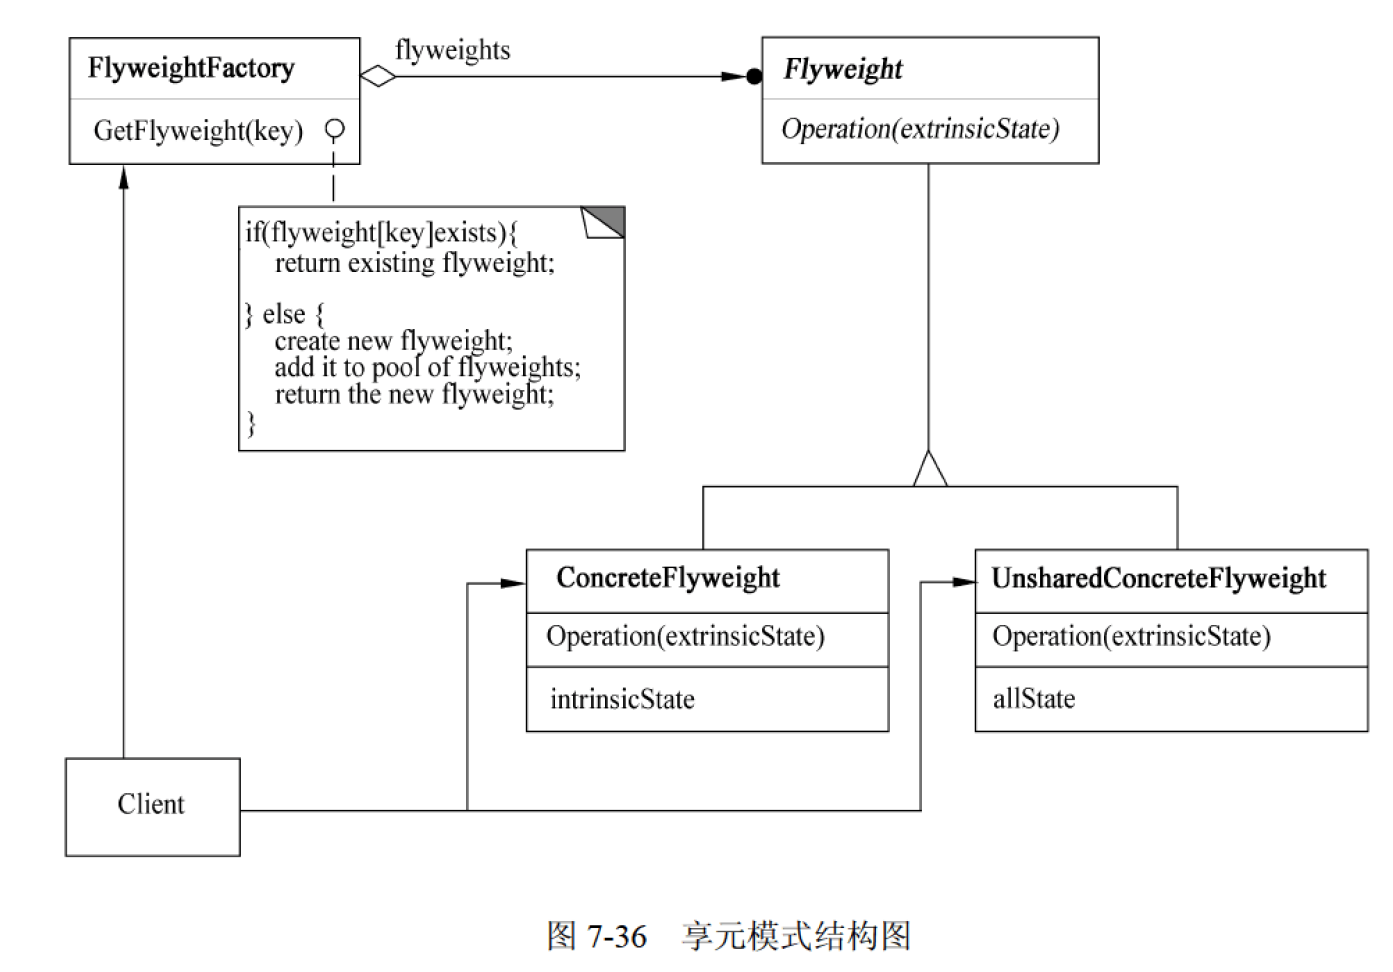 flyweights
FlyweightFactory
GetFlyweight(key)
Flyweight
Operation(extrinsicState)
if(flyweight[key]exists){
return existing flyweight;
} else {
create new flyweight;
add it to pool of flyweights;
return the new flyweight;
}
ConcreteFlyweight
Operation(extrinsicState)
intrinsicState
UnsharedConcreteFlyweight
Operation(extrinsicState)
allState
Client
图 7-36 享元模式结构图